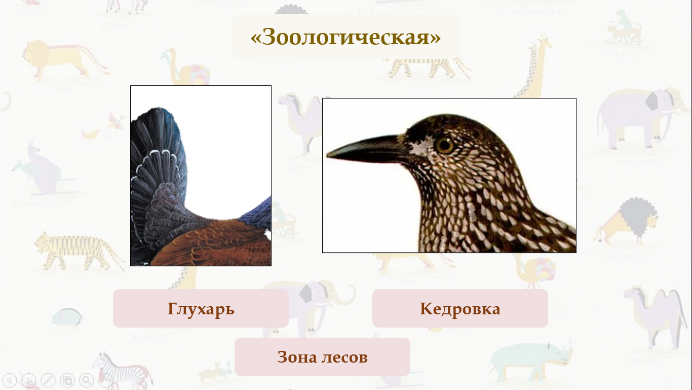 «Зоологическая»
Глухарь
Кедровка
Зона лесов